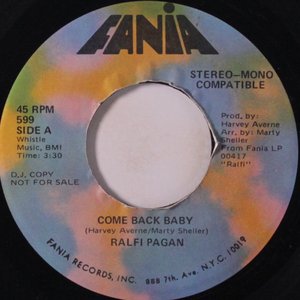 FANIA
STEREO-MONO
COMPATIBLE
45 RPM
599
SIDE A
Whistle
Music, BMI
Time: 3:30
Prod. by:
Harvey Averne
Arr. by: Marty
Sheller
From Fania LP
00417
"Ralfi"
D.J. COPY
NOT FOR SALE
COME BACK BABY
(Harvey Averne/Marty Sheller)
RALFI PAGAN
FANIA RECORDS, INC. 888 7th. Ave. N.Y.C. 10019